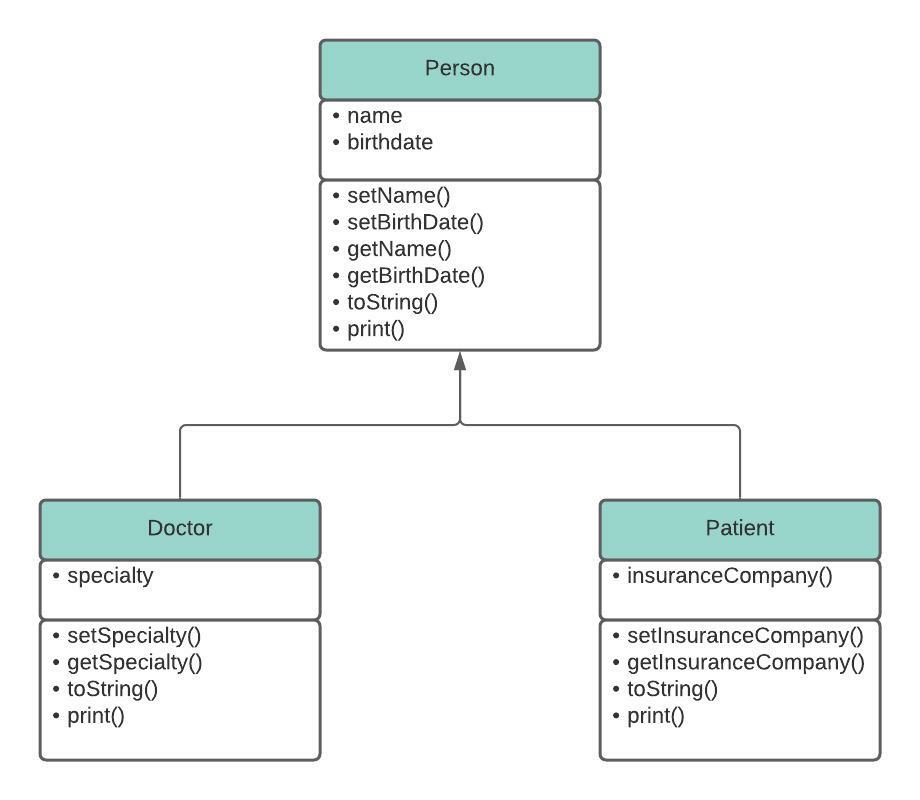 Person
• name
• birthdate
• setName()
• setBirthDate()
• getName()
• getBirthDate()
• toString()
• print()
Doctor
• specialty
• setSpecialty()
• getSpecialty()
• toString()
• print()
Patient
• insuranceCompany()
• setInsuranceCompany()
• getInsuranceCompany()
• toString()
• print()